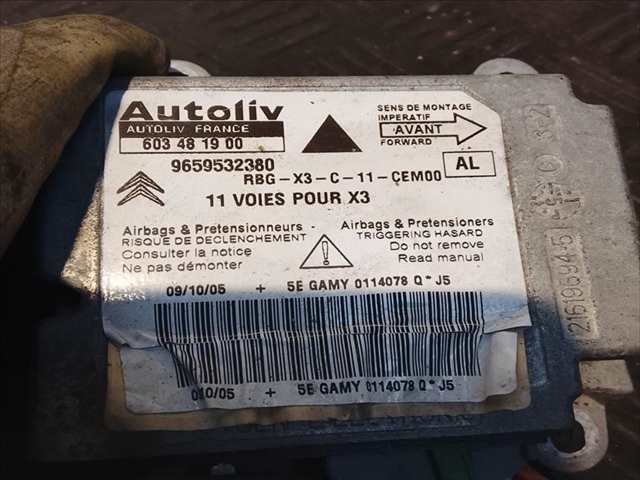 Autoliv
AUTOLIV FRANCE
603 48 19 00
SENS DE MONTAGE
IMPERATIF
AVANT
FORWARD
9659532380
RBG-X3-C-11-CEM00
AL
11 VOIES POUR X3
Airbags & Pretensionneurs
RISQUE DE DECLENCHEMENT
Consulter la notice
Ne pas démonter
Airbags & Pretensioners
TRIGGERING HASARD
Do not remove
Read manual
09/10/05 + 5E GAMY 0114078 Q*J5
+ 5E GAMY 0114078 Q*J5